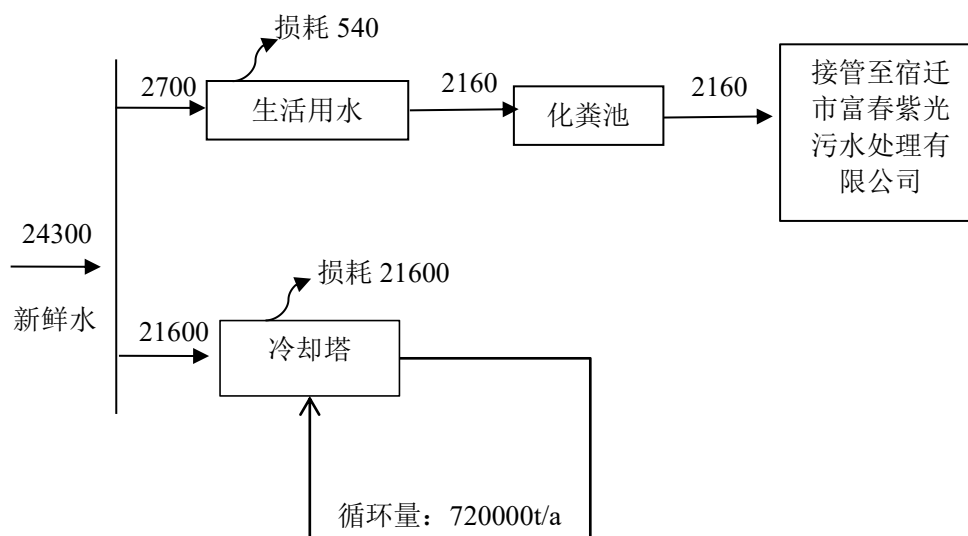 损耗 540
2700
生活用水
2160
化粪池
2160
接管至宿迁
市富春紫光
污水处理有
限公司
24300
新鲜水
损耗 21600
21600
冷却塔
循环量：720000t/a